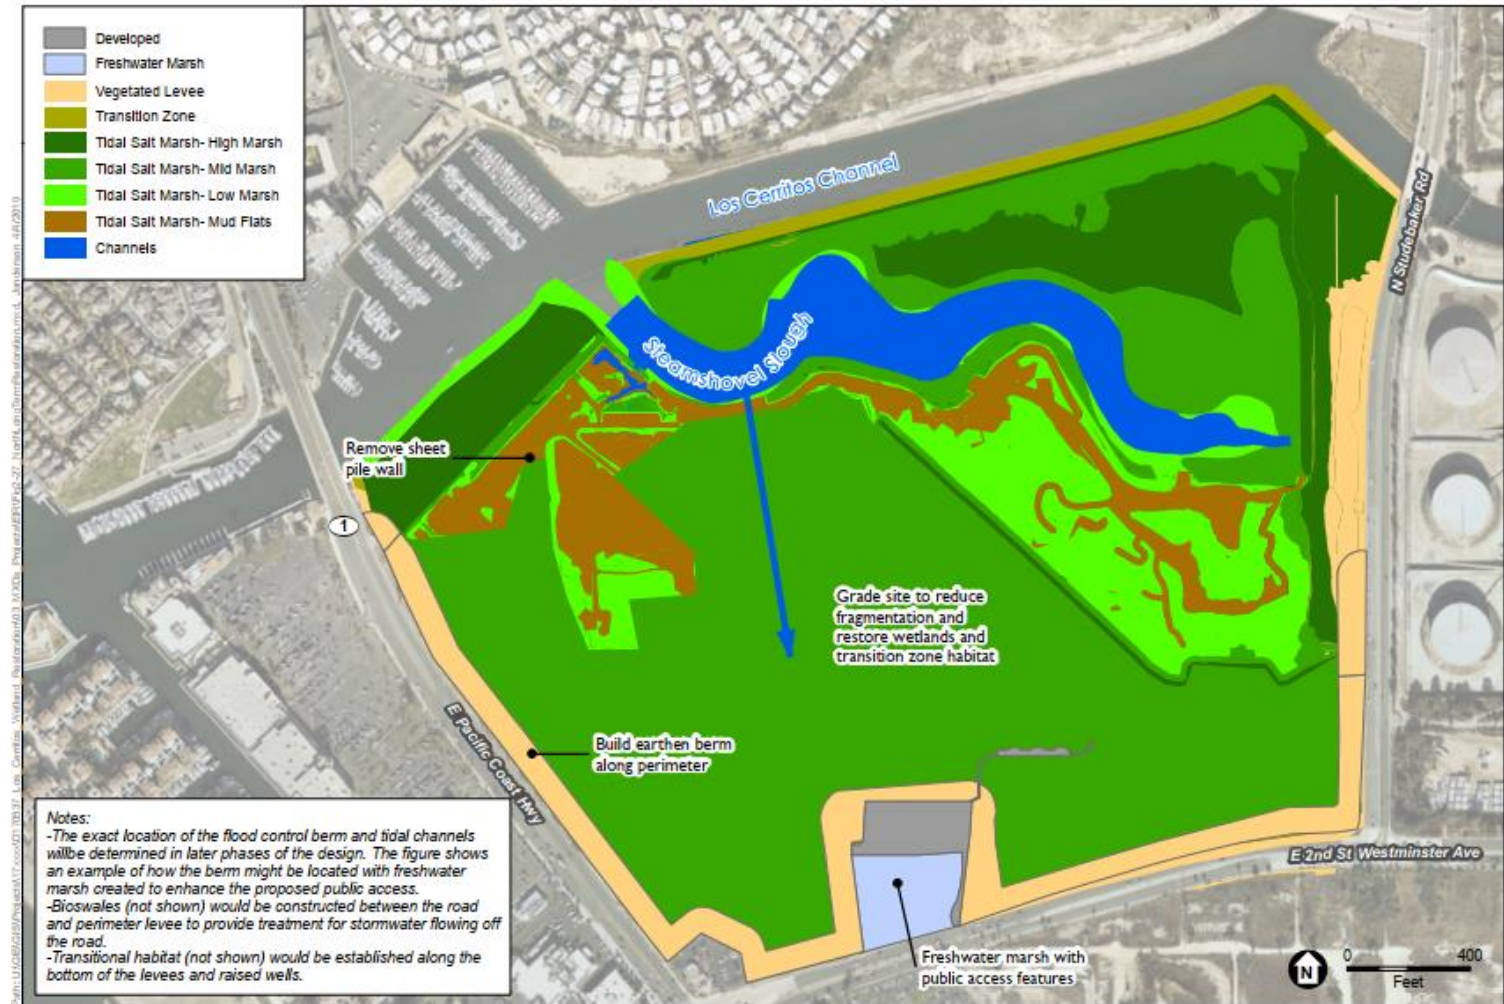 Developed
Freshwater Marsh
Vegetated Levee
Transition Zone
Tidal Salt Marsh- High Marsh
Tidal Salt Marsh- Mid Marsh
Tidal Salt Marsh- Low Marsh
Tidal Salt Marsh- Mud Flats
Channels
Los Cerritos Channel
N Studebaker Rd
Steamshovel Slough
Remove sheet
pile wall
1
Grade site to reduce
fragmentation and
restore wetlands and
transition zone habitat
E Pacific Coast Hwy
Build earthen berm
along perimeter
Notes:
-The exact location of the flood control berm and tidal channels
willbe determined in later phases of the design. The figure shows
an example of how the berm might be located with freshwater
marsh created to enhance the proposed public access.
-Bioswales (not shown) would be constructed between the road
and perimeter levee to provide treatment for stormwater flowing off
the road.
-Transitional habitat (not shown) would be established along the
bottom of the levees and raised wells.
E 2nd St Westminster Ave
Freshwater marsh with
public access features
N
0 400
Feet